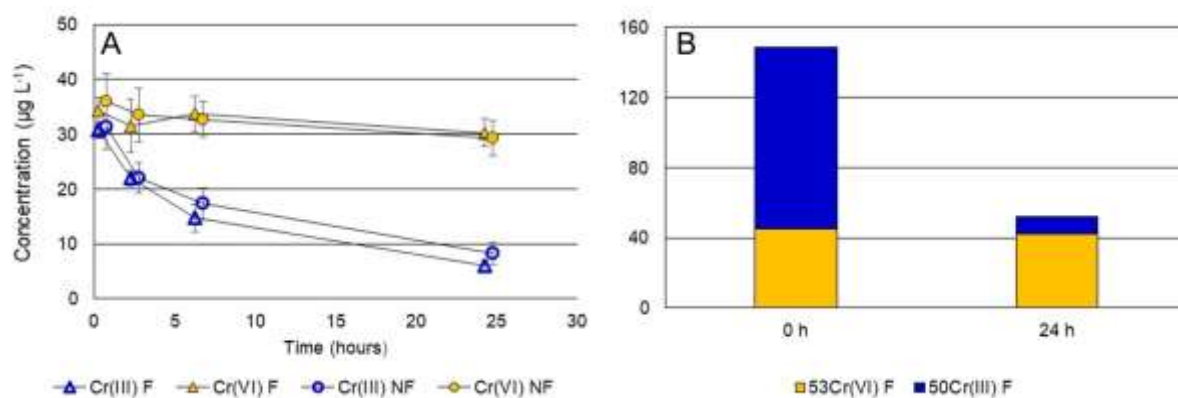 A
50
40
30
20
10
0
Concentration (µg L-1)
0 5 10 15 20 25 30
Time (hours)
Cr(III) F Cr(VI) F Cr(III) NF Cr(VI) NF
B
160
120
80
40
0
0 h 24 h
53Cr(VI) F 50Cr(III) F